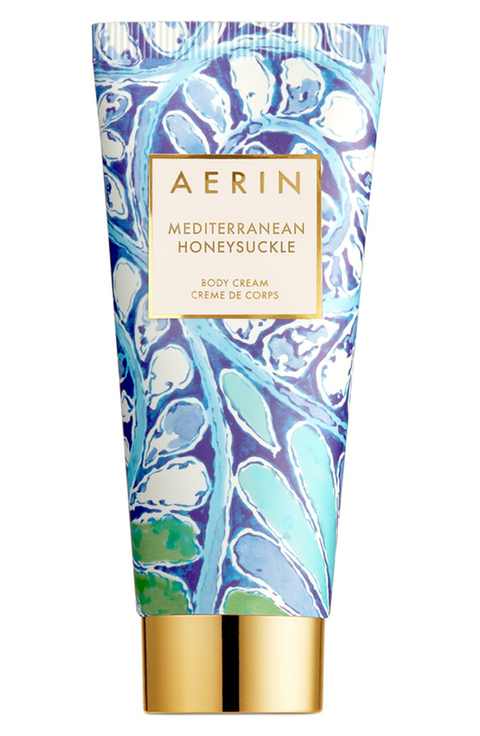 AERIN
MEDITERRANEAN
HONEYSUCKLE
BODY CREAM
CREME DE CORPS